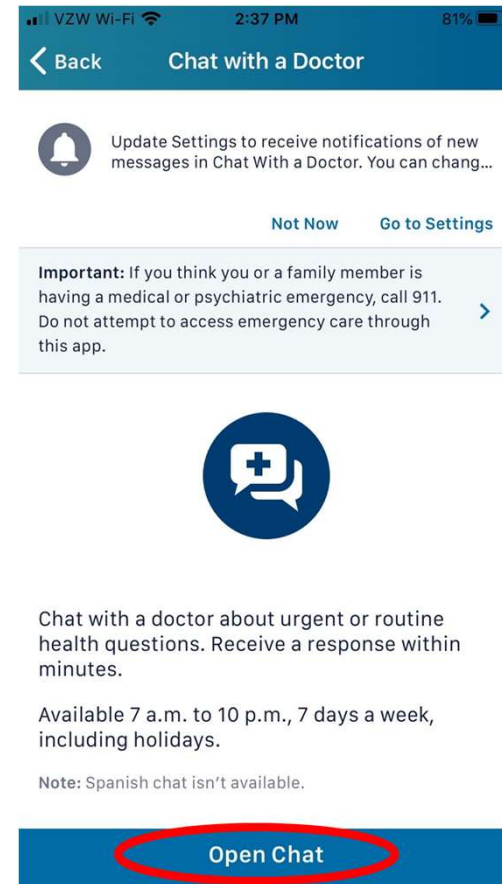 VZW Wi-Fi 2:37 PM 81%
Back Chat with a Doctor
Update Settings to receive notifications of new
messages in Chat With a Doctor. You can chang...
Not Now Go to Settings
Important: If you think you or a family member is
having a medical or psychiatric emergency, call 911.
Do not attempt to access emergency care through
this app.
Chat with a doctor about urgent or routine
health questions. Receive a response within
minutes.
Available 7 a.m. to 10 p.m., 7 days a week,
including holidays.
Note: Spanish chat isn’t available.
Open Chat